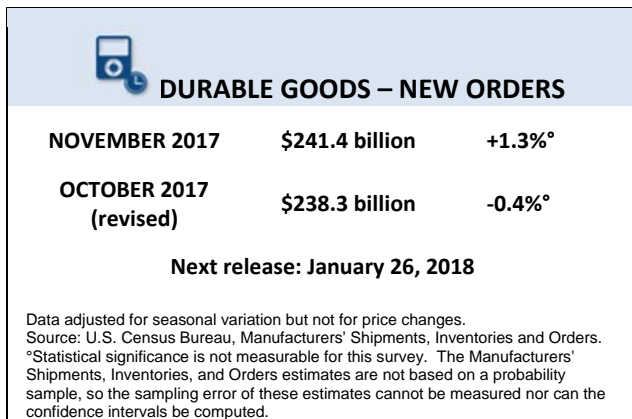 DURABLE GOODS – NEW ORDERS
NOVEMBER 2017 $241.4 billion +1.3%°
OCTOBER 2017 (revised) $238.3 billion -0.4%°
Next release: January 26, 2018
Data adjusted for seasonal variation but not for price changes.
Source: U.S. Census Bureau, Manufacturers’ Shipments, Inventories and Orders.
°Statistical significance is not measurable for this survey. The Manufacturers’
Shipments, Inventories, and Orders estimates are not based on a probability
sample, so the sampling error of these estimates cannot be measured nor can the
confidence intervals be computed.